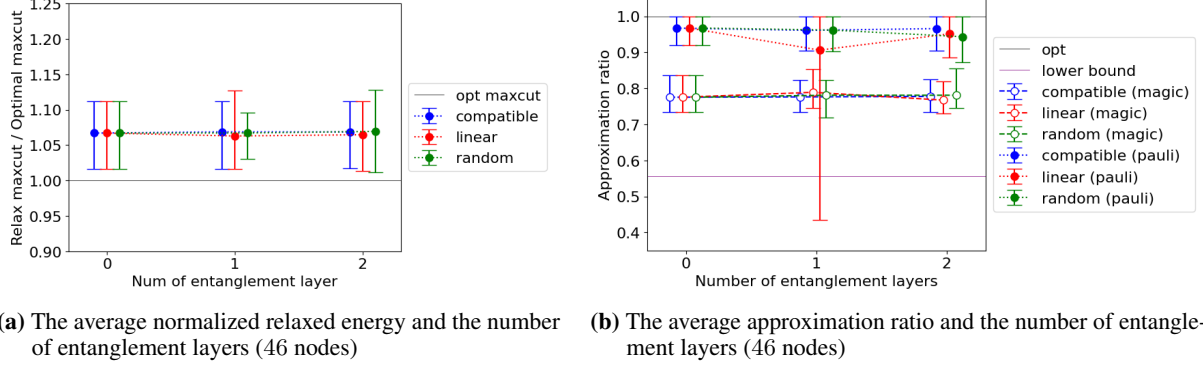 1.25
1.20
1.15
1.10
1.05
1.00
0.95
0.90
Relax maxcut / Optimal maxcut
0
1
2
Num of entanglement layer
opt maxcut
compatible
linear
random
1.0
0.9
0.8
0.7
0.6
0.5
0.4
Approximation ratio
0
1
2
Number of entanglement layers
opt
lower bound
compatible (magic)
linear (magic)
random (magic)
compatible (pauli)
linear (pauli)
random (pauli)
(a) The average normalized relaxed energy and the number
of entanglement layers (46 nodes)
(b) The average approximation ratio and the number of entangle-
ment layers (46 nodes)